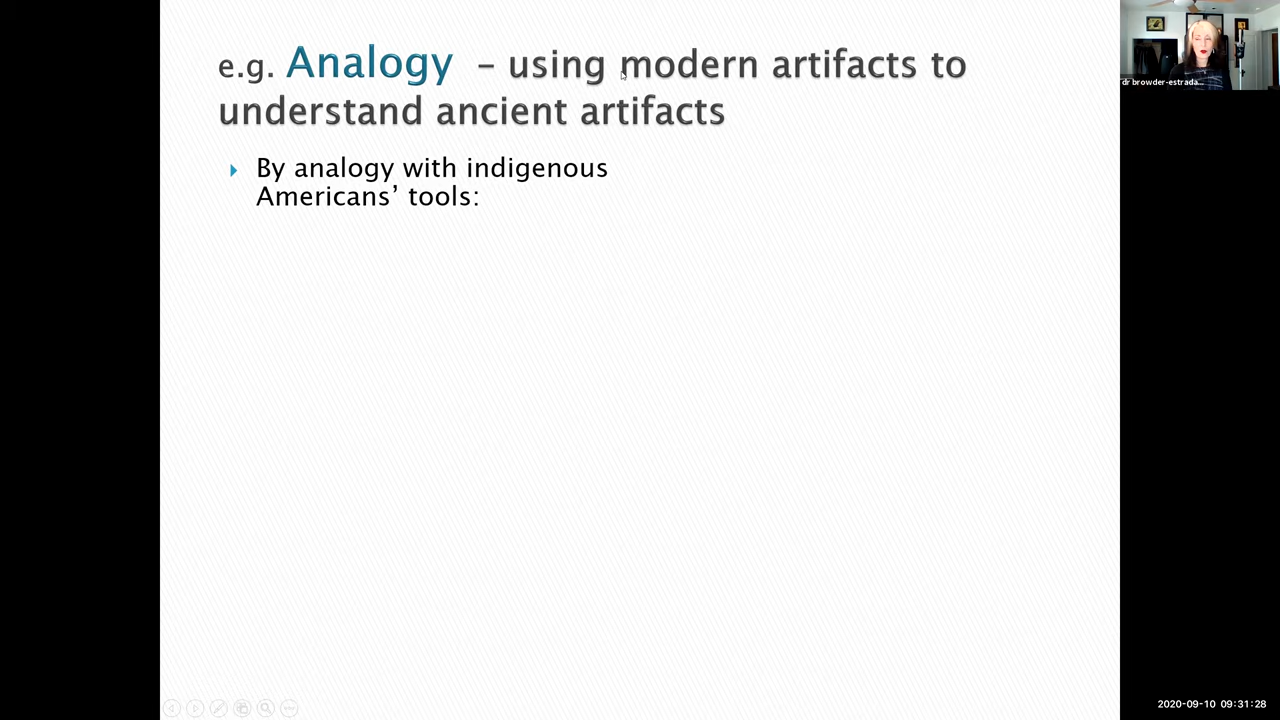 e.g. Analogy – using modern artifacts to
understand ancient artifacts
By analogy with indigenous
Americans’ tools:
dr browder-estrada...
2020-09-10 09:31:28